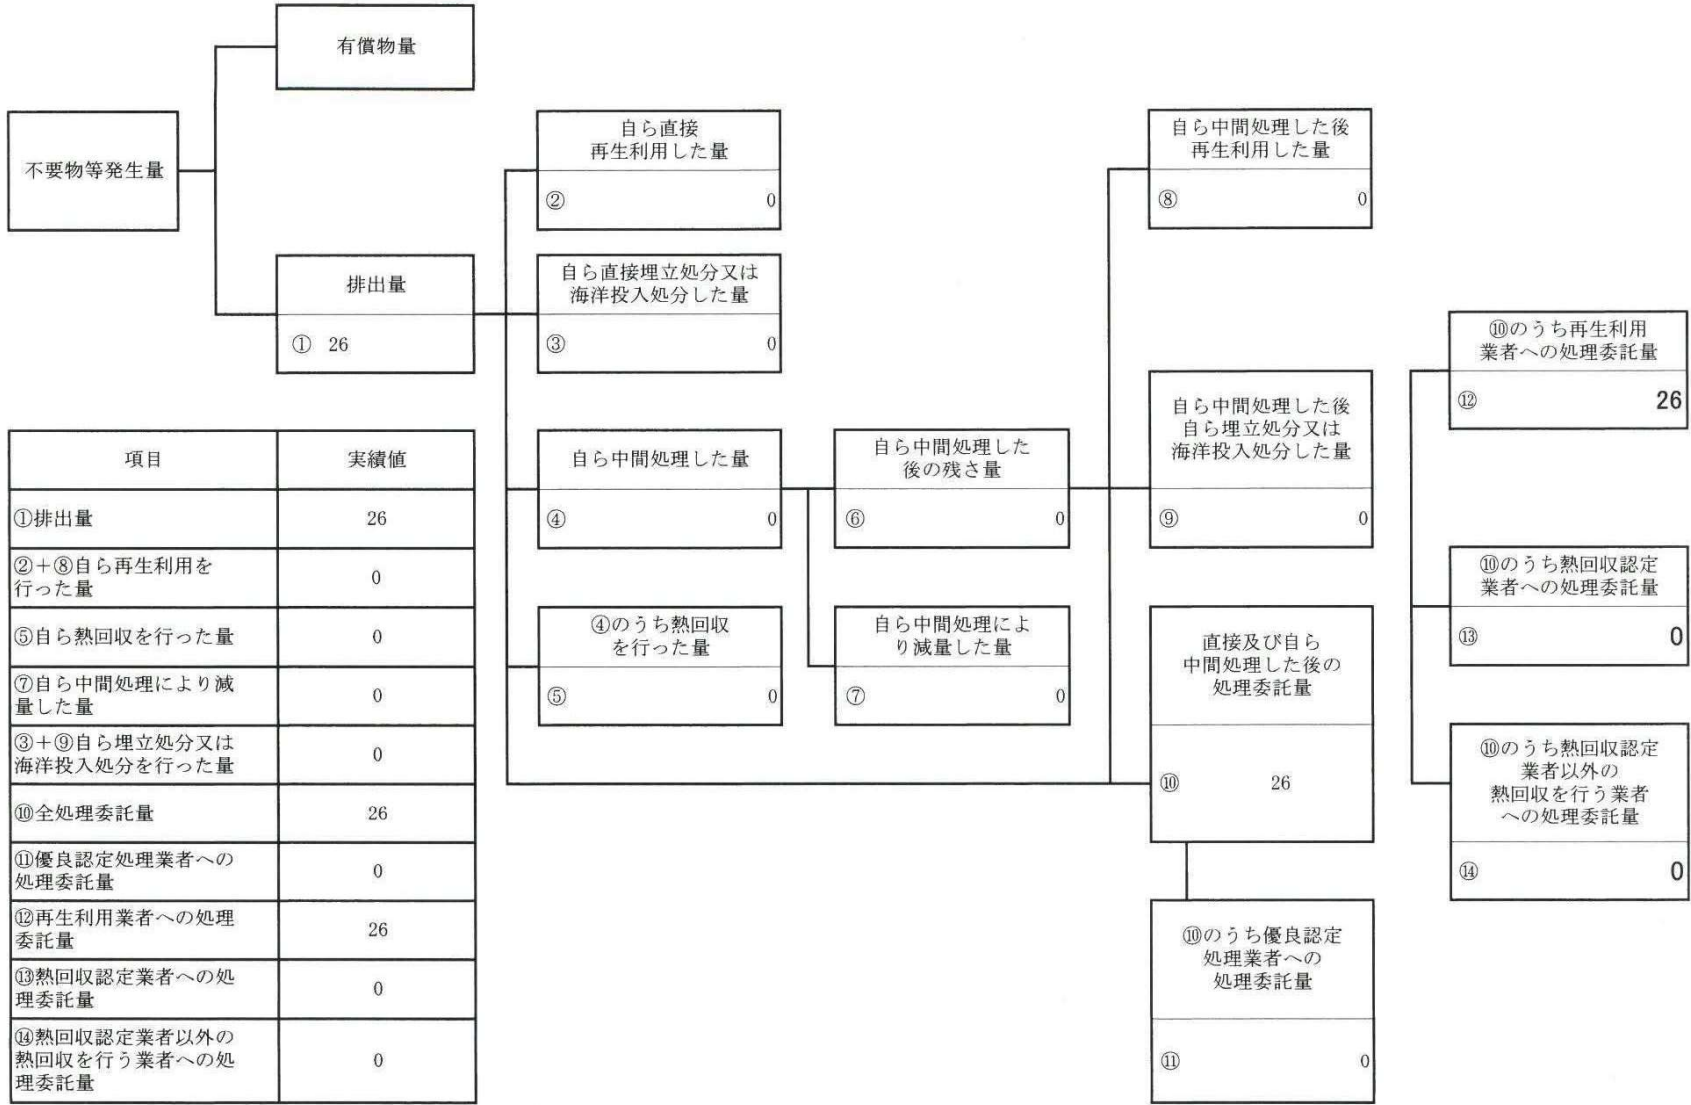 有償物量
不要物等発生量
排出量
① 26
自ら直接
再生利用した量
② 0
自ら直接埋立処分又は
海洋投入処分した量
③ 0
自ら中間処理した量
④ 0
④のうち熱回収
を行った量
⑤ 0
自ら中間処理した
後の残さ量
⑥ 0
自ら中間処理によ
り減量した量
⑦ 0
自ら中間処理した後
再生利用した量
⑧ 0
自ら中間処理した後
自ら埋立処分又は
海洋投入処分した量
⑨ 0
直接及び自ら
中間処理した後の
処理委託量
⑩ 26
⑩のうち優良認定
処理業者への
処理委託量
⑪ 0
⑩のうち再生利用
業者への処理委託量
⑫ 26
⑩のうち熱回収認定
業者への処理委託量
⑬ 0
⑩のうち熱回収認定
業者以外の
熱回収を行う業者
への処理委託量
⑭ 0
項目 実績値
①排出量 26
②+⑧自ら再生利用を
行った量 0
⑤自ら熱回収を行った量 0
⑦自ら中間処理により減
量した量 0
③+⑨自ら埋立処分又は
海洋投入処分を行った量 0
⑩全処理委託量 26
⑪優良認定処理業者への
処理委託量 0
⑫再生利用業者への処理
委託量 26
⑬熱回収認定業者への処
理委託量 0
⑭熱回収認定業者以外の
熱回収を行う業者への処
理委託量 0